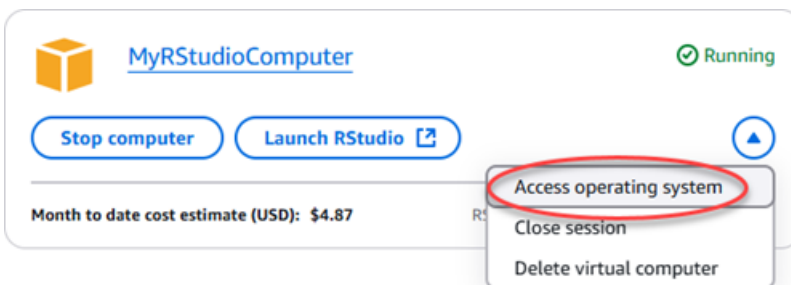 MyRStudioComputer
Running
Stop computer
Launch RStudio
Access operating system
Month to date cost estimate (USD): $4.87
Close session
Delete virtual computer